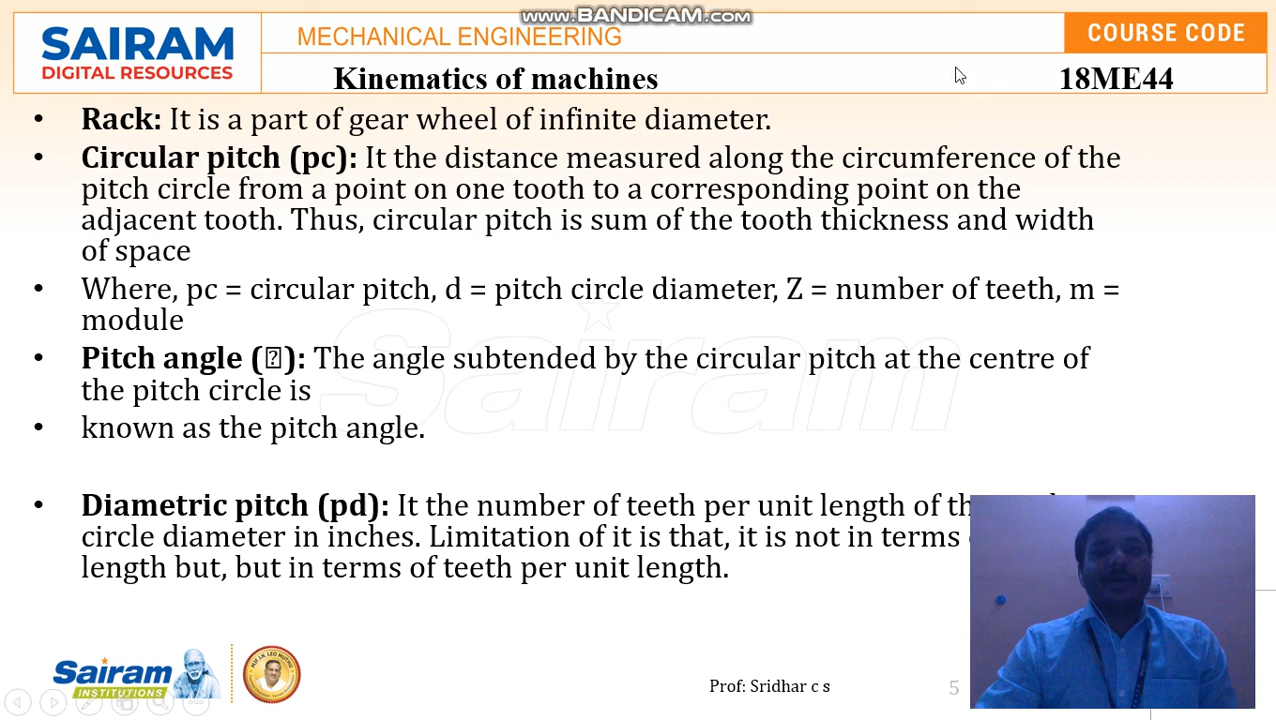 www.BANDICAM.com
SAIRAM
DIGITAL RESOURCES
MECHANICAL ENGINEERING
COURSE CODE
Kinematics of machines
18ME44
• Rack: It is a part of gear wheel of infinite diameter.
• Circular pitch (pc): It the distance measured along the circumference of the
pitch circle from a point on one tooth to a corresponding point on the
adjacent tooth. Thus, circular pitch is sum of the tooth thickness and width
of space
• Where, pc = circular pitch, d = pitch circle diameter, Z = number of teeth, m =
module
• Pitch angle (⍰): The angle subtended by the circular pitch at the centre of
the pitch circle is
• known as the pitch angle.
• Diametric pitch (pd): It the number of teeth per unit length of
circle diameter in inches. Limitation of it is that, it is not in terms
length but, but in terms of teeth per unit length.
Sairam
Sairam
INSTITUTIONS
MJF. LN. LEO MUTHU
Prof: Sridhar c s
5